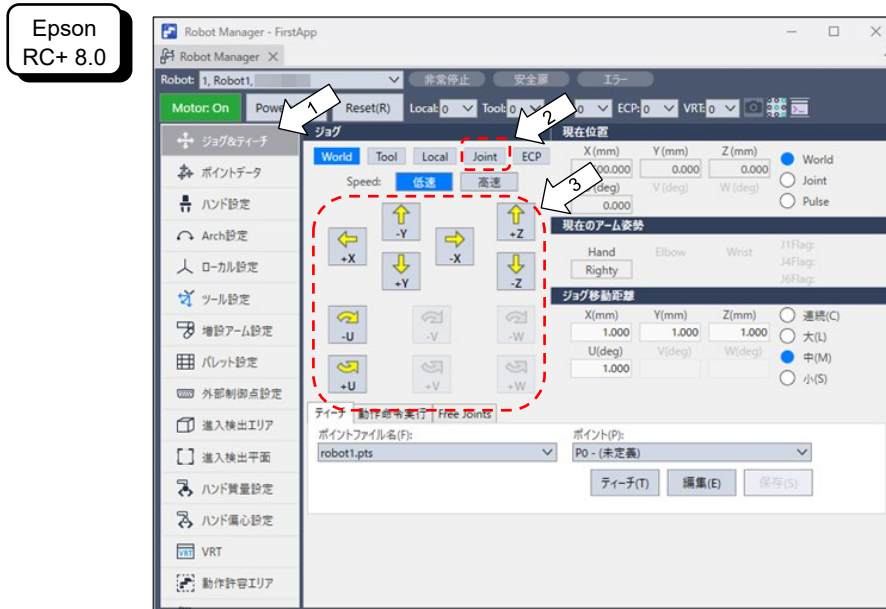 Epson
RC+ 8.0
Robot Manager - FirstApp
Robot Manager
Robot: 1, Robot1,
非常停止 安全扉 エラー
Motor: On Reset(R) Local: 0 Tool: 0 0 ECP: 0 VRT: 0
1
2
3
ジョグ&ティーチ
ポイントデータ
ハンド設定
Arch設定
ローカル設定
ツール設定
増設アーム設定
パレット設定
外部制御点設定
進入検出エリア
進入検出平面
ハンド質量設定
ハンド偏心設定
VRT
動作許容エリア
ジョグ
World Tool Local Joint ECP
Speed: 低速 高速
-Y +Z
+X -X
+Y -Z
-U -V -W
+U +V +W
現在位置
X (mm) Y (mm) Z (mm)
0.000 0.000
(deg) V (deg) W (deg)
0.000
World
Joint
Pulse
現在のアーム姿勢
Hand Elbow Wrist
Righty
J1Flag:
J4Flag:
J6Flag:
ジョグ移動距離
X(mm) Y(mm) Z(mm)
1.000 1.000 1.000
U(deg) V(deg) W(deg)
1.000
連続(C)
大(L)
中(M)
小(S)
ティーチ 動作命令実行 Free Joints
ポイントファイル名(F):
robot1.pts
ポイント(P):
P0 - (未定義)
ティーチ(T) 編集(E) 保存(S)